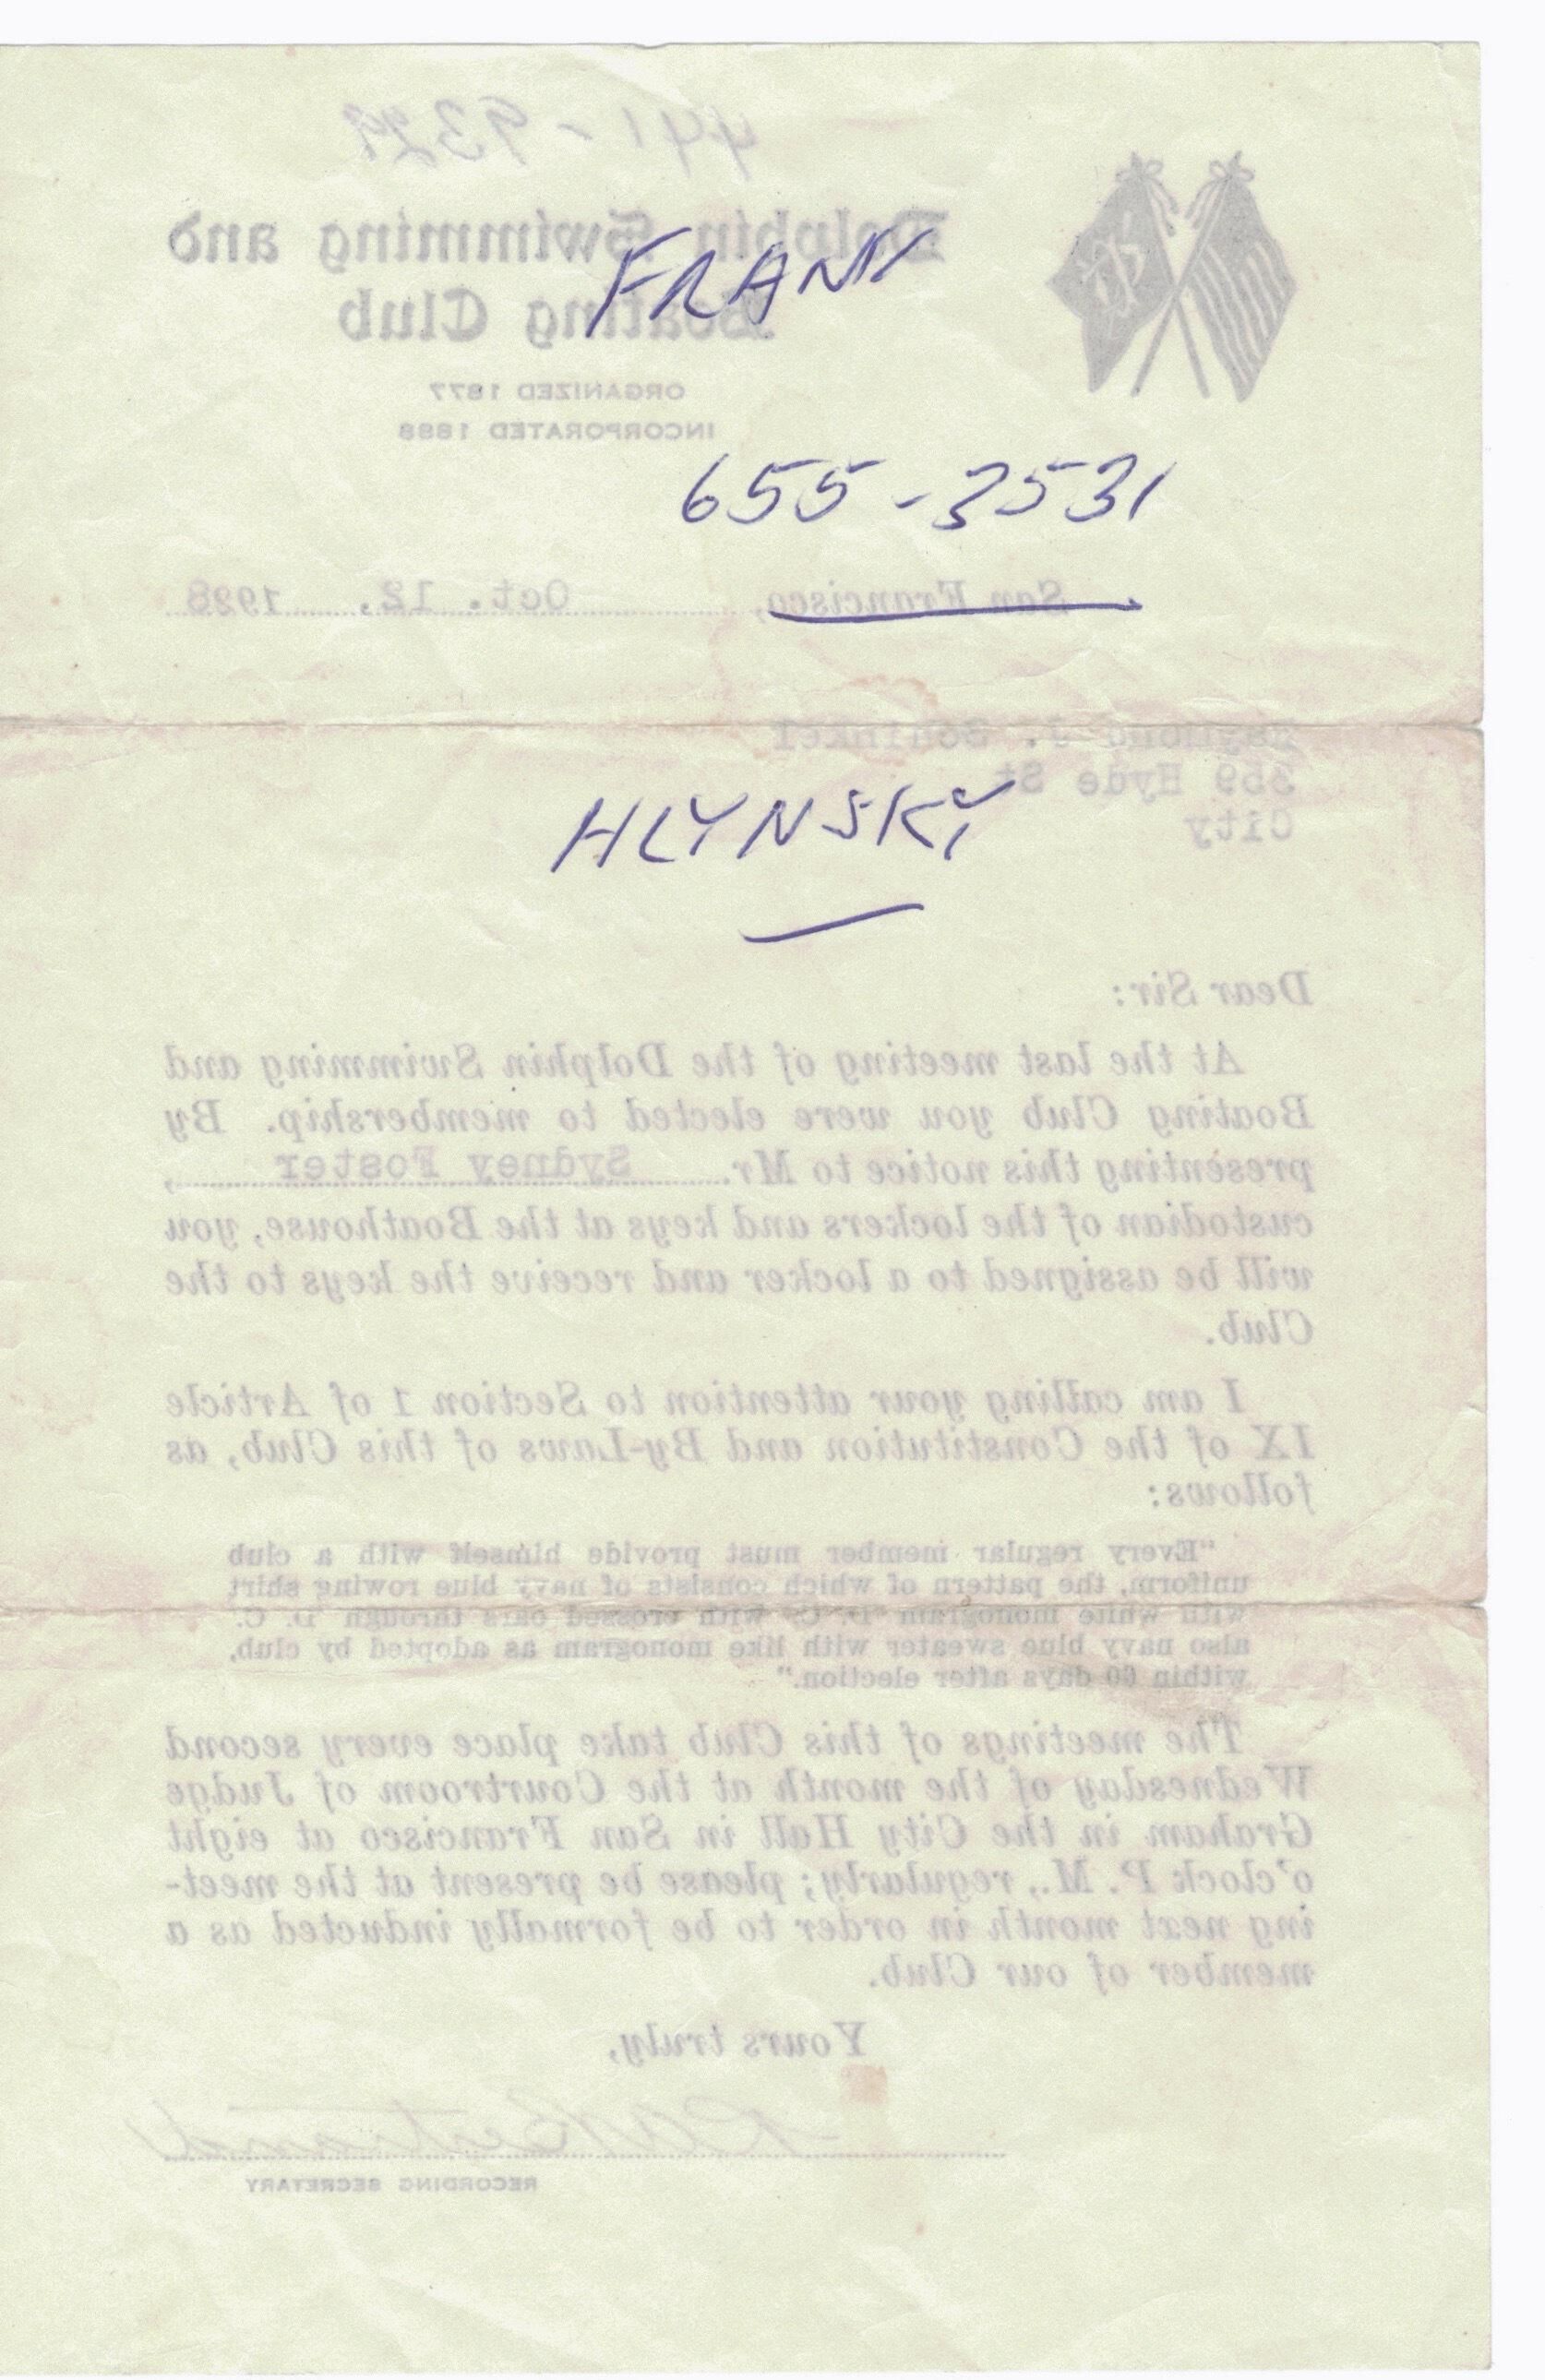 441-9327
Dolphin Swimming and
FRANK
Boating Club
ORGANIZED 1877
INCORPORATED 1888
655-3531
San Francisco, Oct. 12, 1928
Raymond J. Schinkel
359 Hyde St
City
HLYNSKY
Dear Sir:
At the last meeting of the Dolphin Swimming and
Boating Club you were elected to membership. By
presenting this notice to Mr. Sydney Foster,
custodian of the lockers and keys at the Boathouse, you
will be assigned to a locker and receive the keys to the
Club.
I am calling your attention to Section 1 of Article
IX of the Constitution and By-Laws of this Club, as
follows:
"Every regular member must provide himself with a club
uniform, the pattern of which consists of navy blue rowing shirt
with white monogram D. C. with crossed oars through D. C.
also navy blue sweater with like monogram as adopted by club,
within 60 days after election."
The meetings of this Club take place every second
Wednesday of the month at the Courtroom of Judge
Graham in the City Hall in San Francisco at eight
o'clock P. M., regularly; please be present at the meet-
ing next month in order to be formally inducted as a
member of our Club.
Yours truly,
RECORDING SECRETARY